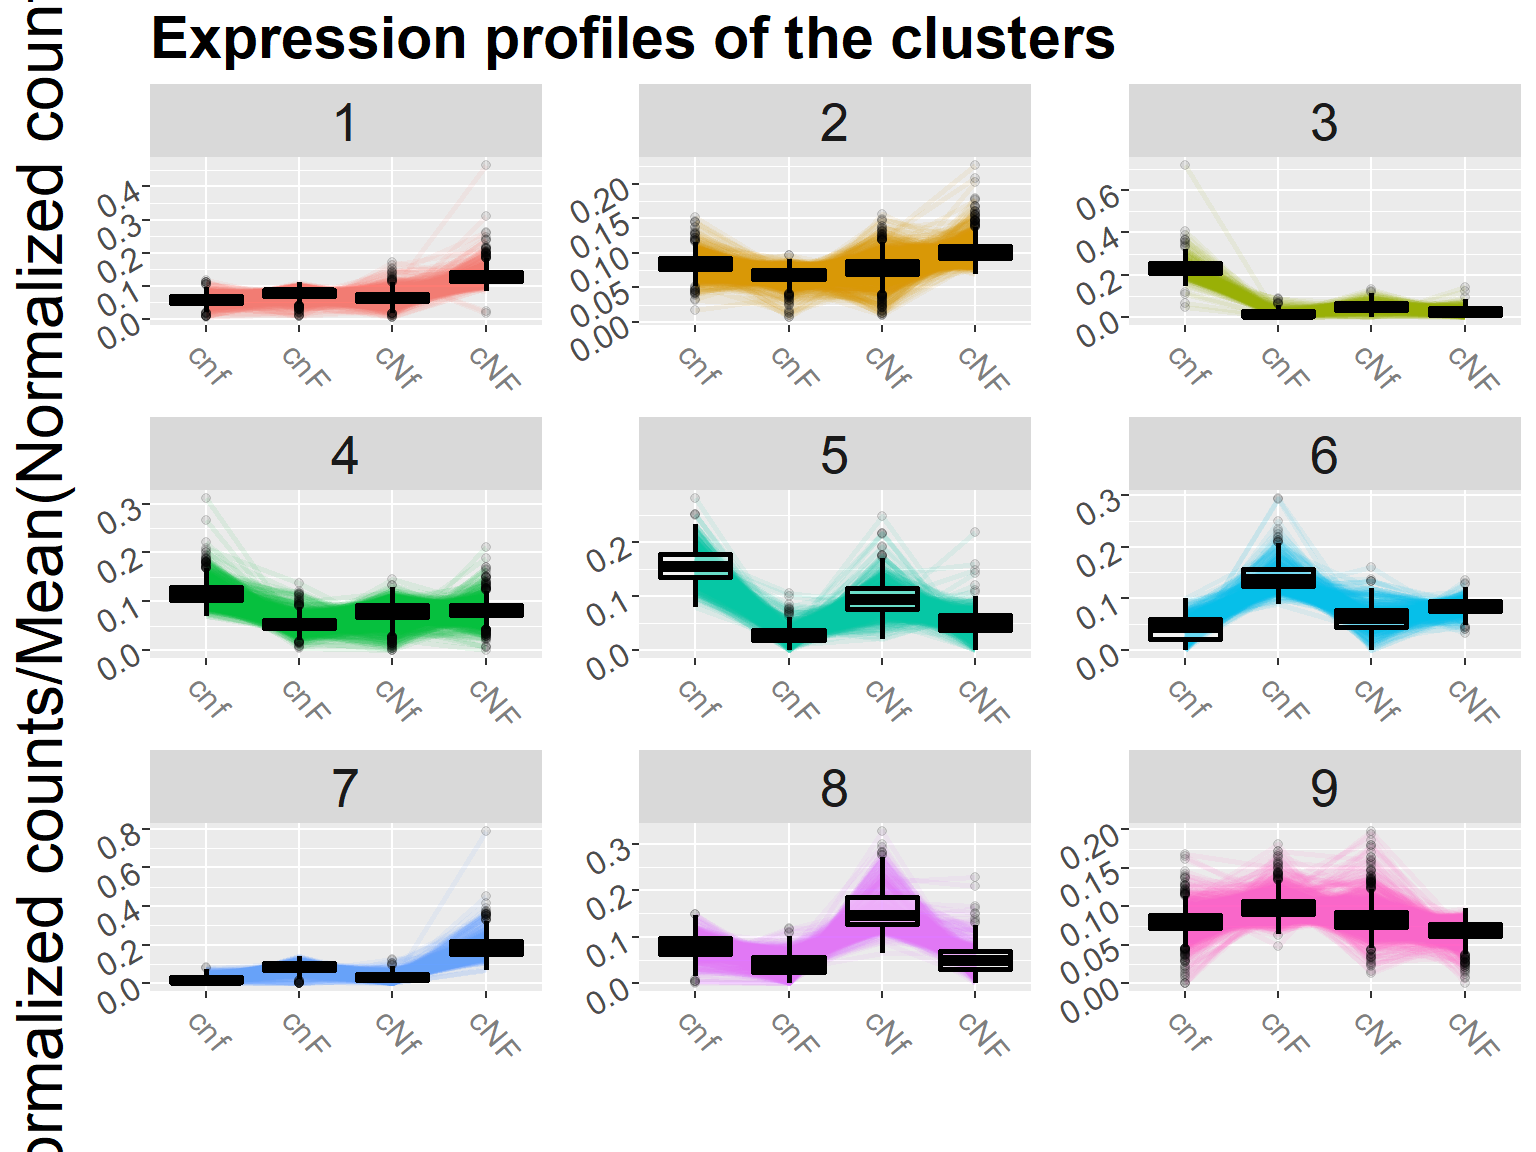 Expression profiles of the clusters
ormalized counts/Mean(Normalized coun
1
0.4
0.3
0.2
0.1
0.0
cnf
cnF
cNf
cNF
2
0.20
0.15
0.10
0.05
0.00
cnf
cnF
cNf
cNF
3
0.6
0.4
0.2
0.0
cnf
cnF
cNf
cNF
4
0.3
0.2
0.1
0.0
cnf
cnF
cNf
cNF
5
0.2
0.1
0.0
cnf
cnF
cNf
cNF
6
0.3
0.2
0.1
0.0
cnf
cnF
cNf
cNF
7
0.8
0.6
0.4
0.2
0.0
cnf
cnF
cNf
cNF
8
0.3
0.2
0.1
0.0
cnf
cnF
cNf
cNF
9
0.20
0.15
0.10
0.05
0.00
cnf
cnF
cNf
cNF